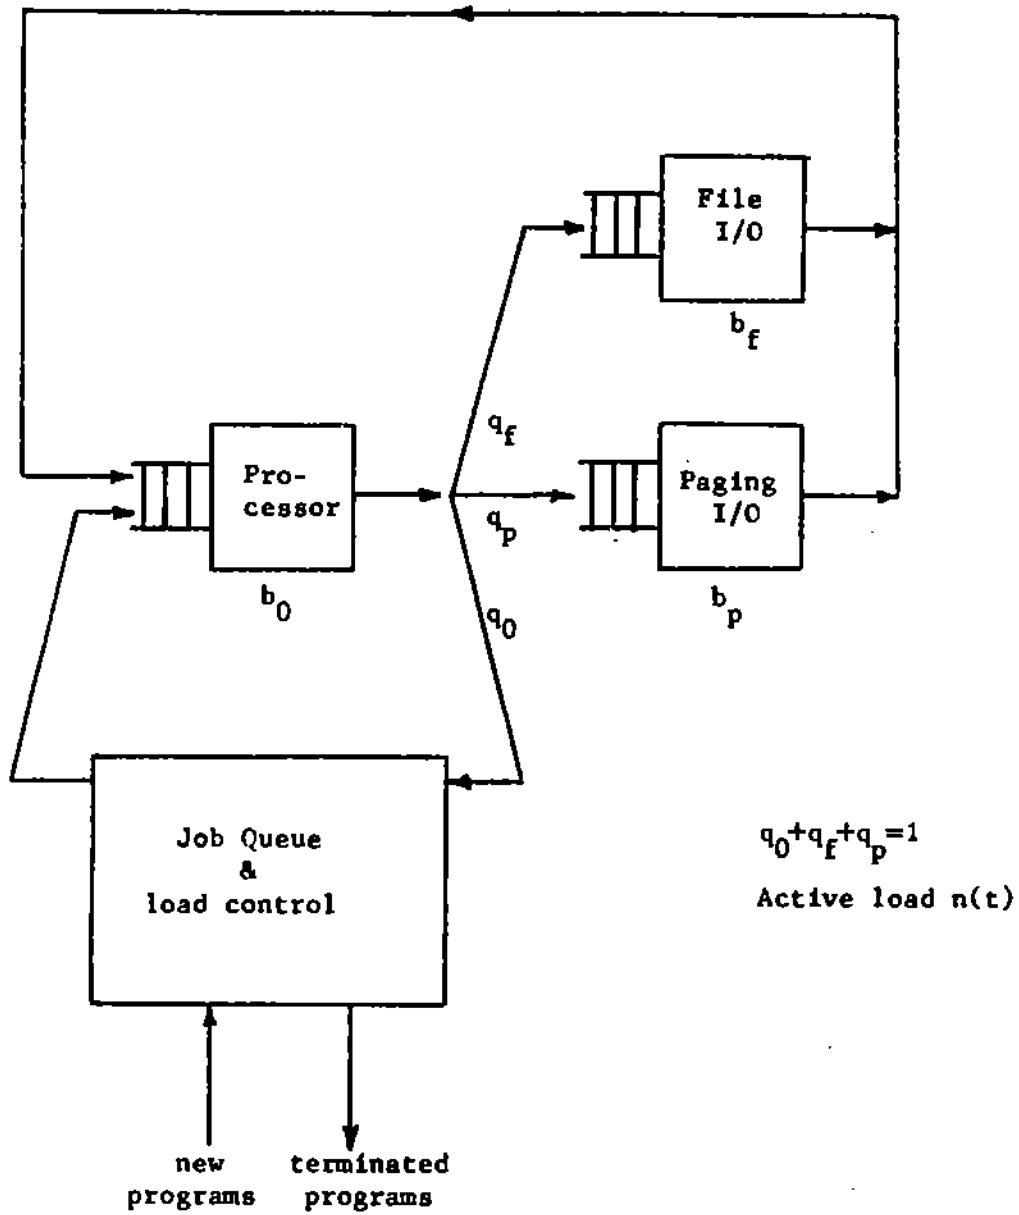 File
I/O
b_f
q_f
Pro-
cessor
b_0
q_p
Paging
I/O
b_p
q_0
Job Queue
&
load control
q_0+q_f+q_p=1
Active load n(t)
new
programs
terminated
programs